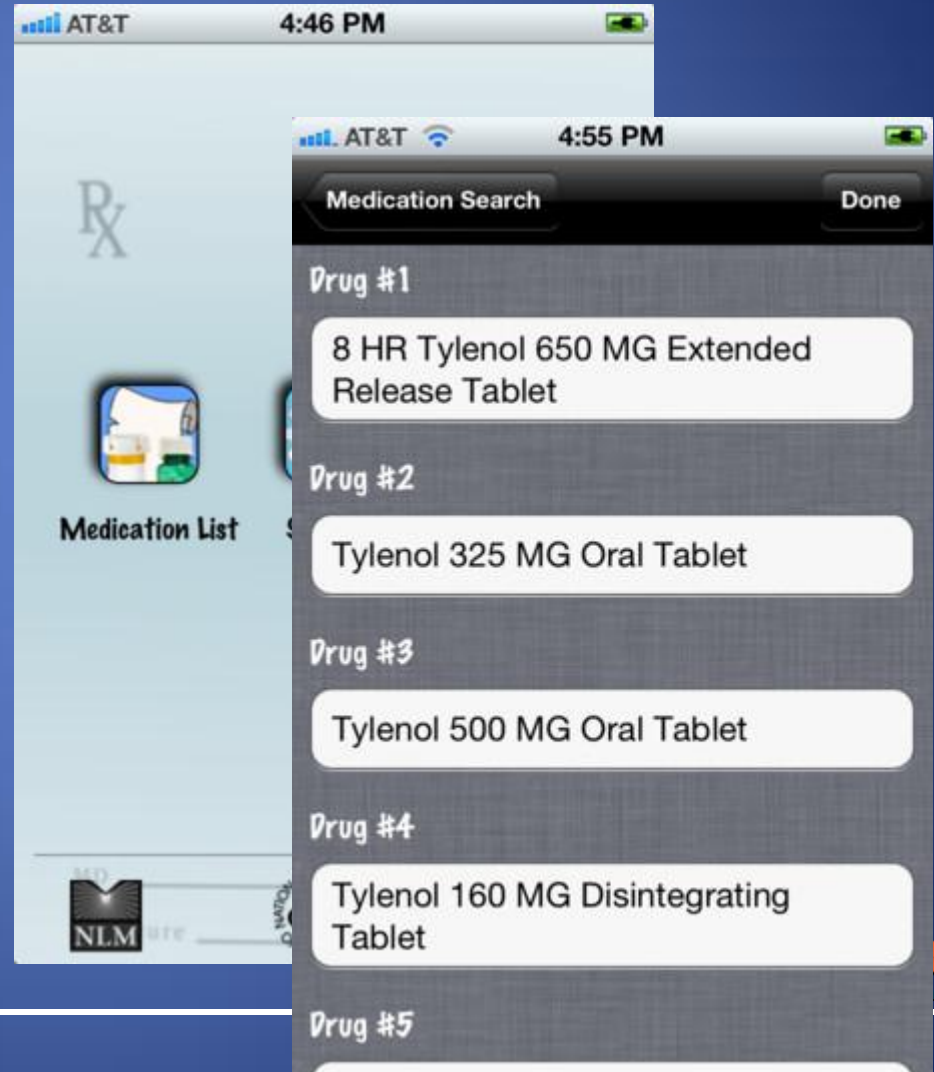 AT&T 4:46 PM
Rx
Medication List
MD
NLM
AT&T 4:55 PM
Medication Search Done
Drug #1
8 HR Tylenol 650 MG Extended
Release Tablet
Drug #2
Tylenol 325 MG Oral Tablet
Drug #3
Tylenol 500 MG Oral Tablet
Drug #4
Tylenol 160 MG Disintegrating
Tablet
Drug #5